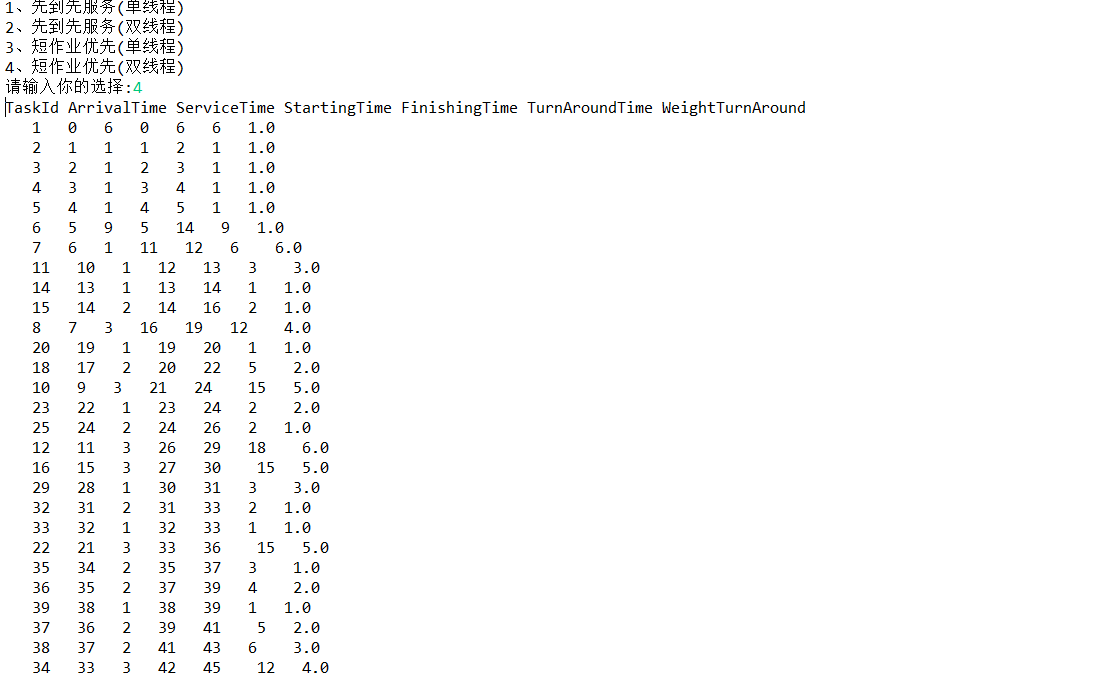 1、先到先服务(单线程)
2、先到先服务(双线程)
3、短作业优先(单线程)
4、短作业优先(双线程)
请输入你的选择:4
TaskId ArrivalTime ServiceTime StartingTime FinishingTime TurnAroundTime WeightTurnAround
1 0 6 0 6 6 1.0
2 1 1 1 2 1 1.0
3 2 1 2 3 1 1.0
4 3 1 3 4 1 1.0
5 4 1 4 5 1 1.0
6 5 9 5 14 9 1.0
7 6 1 11 12 6 6.0
11 10 1 12 13 3 3.0
14 13 1 13 14 1 1.0
15 14 2 14 16 2 1.0
8 7 3 16 19 12 4.0
20 19 1 19 20 1 1.0
18 17 2 20 22 5 2.0
10 9 3 21 24 15 5.0
23 22 1 23 24 2 2.0
25 24 2 24 26 2 1.0
12 11 3 26 29 18 6.0
16 15 3 27 30 15 5.0
29 28 1 30 31 3 3.0
32 31 2 31 33 2 1.0
33 32 1 32 33 1 1.0
22 21 3 33 36 15 5.0
35 34 2 35 37 3 1.0
36 35 2 37 39 4 2.0
39 38 1 38 39 1 1.0
37 36 2 39 41 5 2.0
38 37 2 41 43 6 3.0
34 33 3 42 45 12 4.0